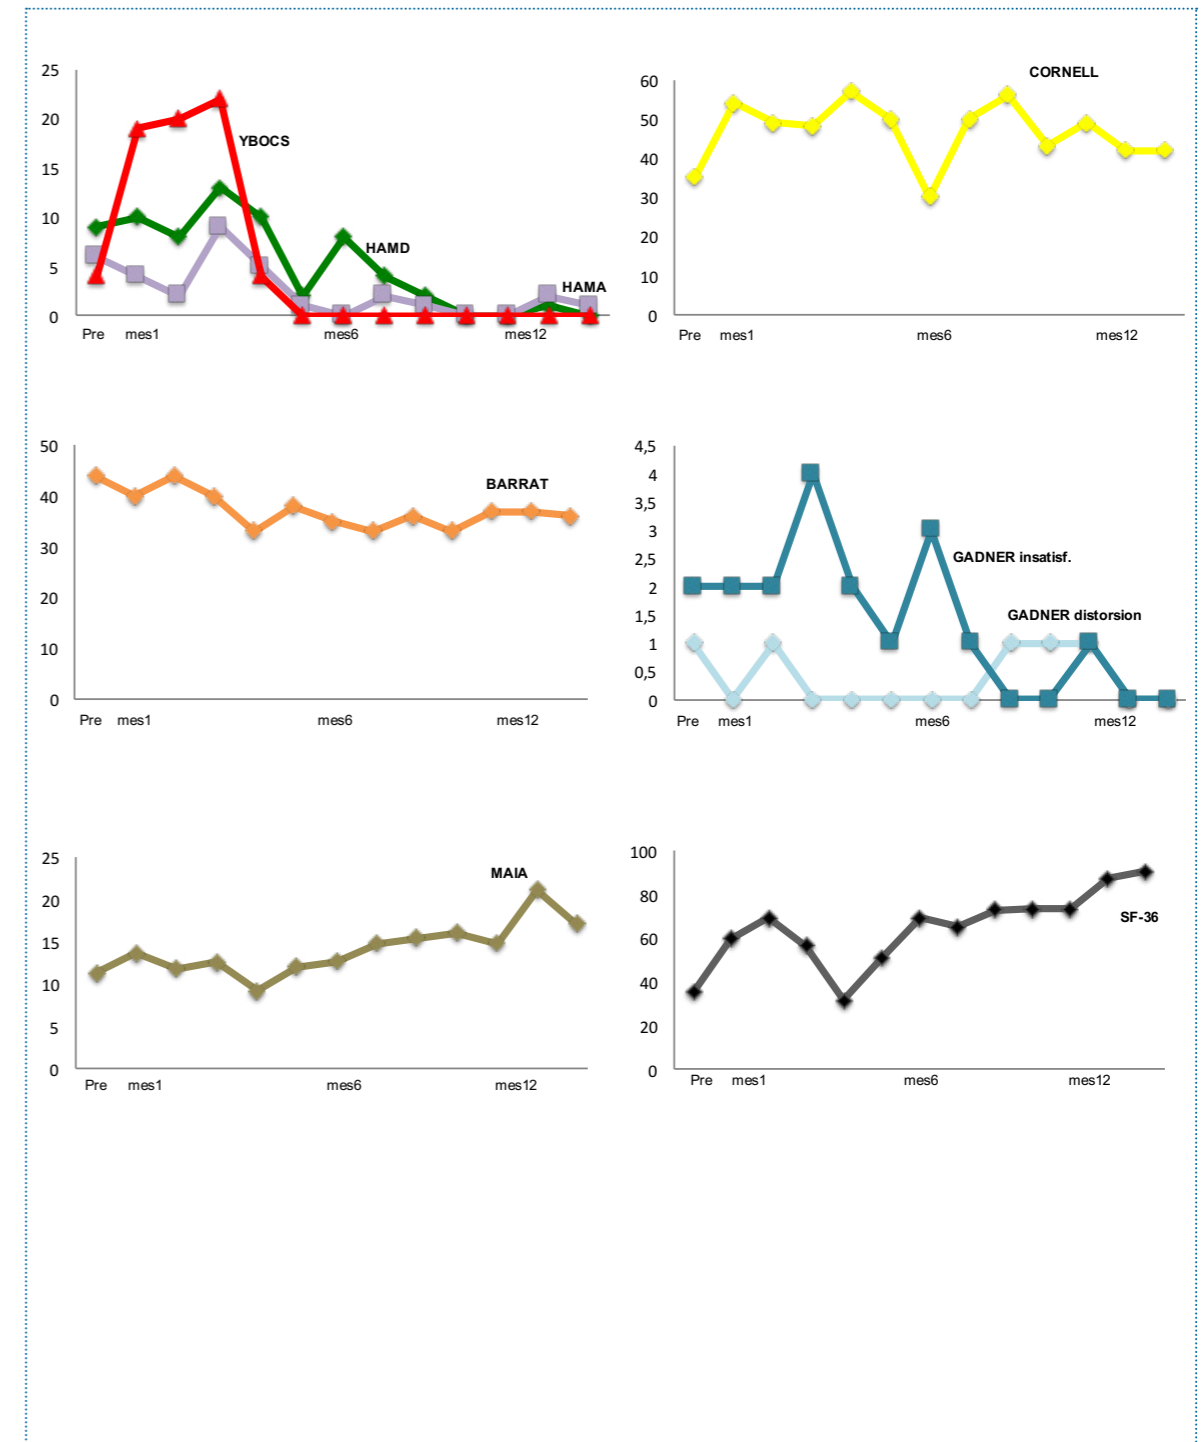 25
20
15
10
5
0
YBOCS
HAMD
HAMA
Pre mes1 mes6 mes12
60
50
40
30
20
10
0
CORNELL
Pre mes1 mes6 mes12
50
40
30
20
10
0
BARRAT
Pre mes1 mes6 mes12
4,5
4
3,5
3
2,5
2
1,5
1
0,5
0
GADNER insatisf.
GADNER distorsion
Pre mes1 mes6 mes12
25
20
15
10
5
0
MAIA
Pre mes1 mes6 mes12
100
80
60
40
20
0
SF-36
Pre mes1 mes6 mes12